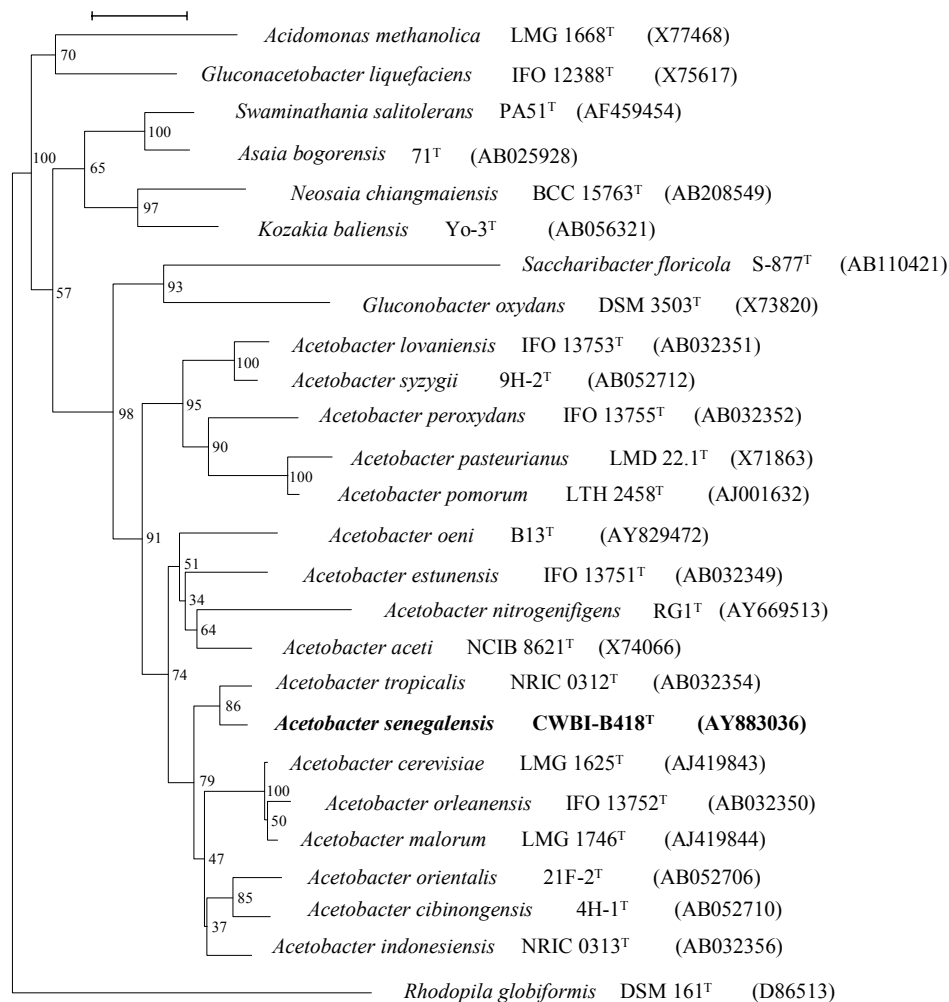 Acidomonas methanolica LMG 1668ᵀ (X77468)
70
Gluconacetobacter liquefaciens IFO 12388ᵀ (X75617)
Swaminathania salitolerans PA51ᵀ (AF459454)
100
Asaia bogorensis 71ᵀ (AB025928)
100
65
Neosaia chiangmaiensis BCC 15763ᵀ (AB208549)
97
Kozakia baliensis Yo-3ᵀ (AB056321)
Saccharibacter floricola S-877ᵀ (AB110421)
57
93
Gluconobacter oxydans DSM 3503ᵀ (X73820)
Acetobacter lovaniensis IFO 13753ᵀ (AB032351)
100
Acetobacter syzygii 9H-2ᵀ (AB052712)
95
98
Acetobacter peroxydans IFO 13755ᵀ (AB032352)
90
Acetobacter pasteurianus LMD 22.1ᵀ (X71863)
100
Acetobacter pomorum LTH 2458ᵀ (AJ001632)
91
Acetobacter oeni B13ᵀ (AY829472)
51
Acetobacter estunensis IFO 13751ᵀ (AB032349)
34
Acetobacter nitrogenifigens RG1ᵀ (AY669513)
64
Acetobacter aceti NCIB 8621ᵀ (X74066)
74
Acetobacter tropicalis NRIC 0312ᵀ (AB032354)
86
Acetobacter senegalensis CWBI-B418ᵀ (AY883036)
Acetobacter cerevisiae LMG 1625ᵀ (AJ419843)
79
100
Acetobacter orleanensis IFO 13752ᵀ (AB032350)
50
Acetobacter malorum LMG 1746ᵀ (AJ419844)
47
Acetobacter orientalis 21F-2ᵀ (AB052706)
85
Acetobacter cibinongensis 4H-1ᵀ (AB052710)
37
Acetobacter indonesiensis NRIC 0313ᵀ (AB032356)
Rhodopila globiformis DSM 161ᵀ (D86513)